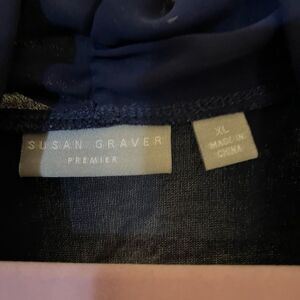 SUSAN GRAVER
PREMIER
XL
MADE IN
CHINA